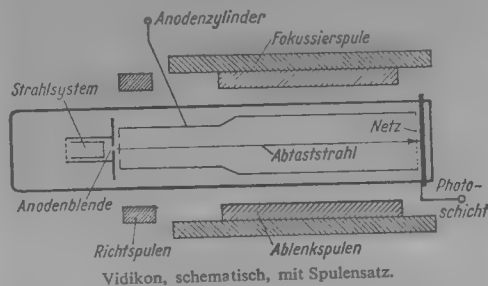 Anodenzylinder
Fokussierspule
Strahlsystem
Netz
Abtaststrahl
Anodenblende
Photo-
schicht
Richtspulen
Ablenkspulen
Vidikon, schematisch, mit Spulensatz.